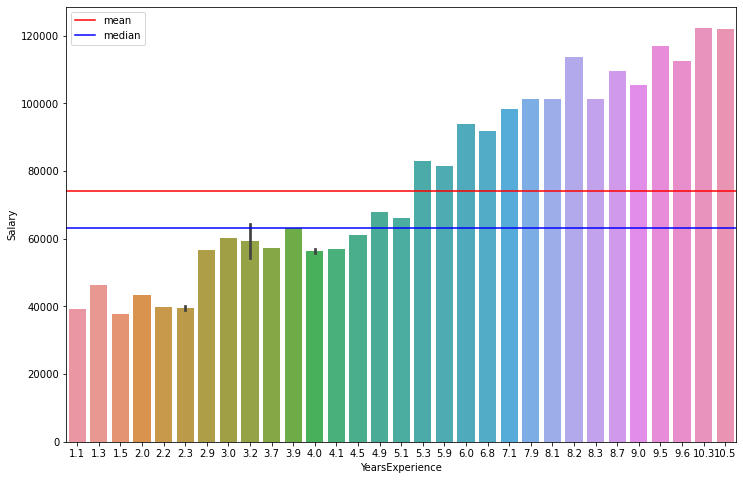 mean
median
120000
100000
80000
60000
40000
20000
0
Salary
1.1 1.3 1.5 2.0 2.2 2.3 2.9 3.0 3.2 3.7 3.9 4.0 4.1 4.5 4.9 5.1 5.3 5.9 6.0 6.8 7.1 7.9 8.1 8.2 8.3 8.7 9.0 9.5 9.6 10.3 10.5
YearsExperience